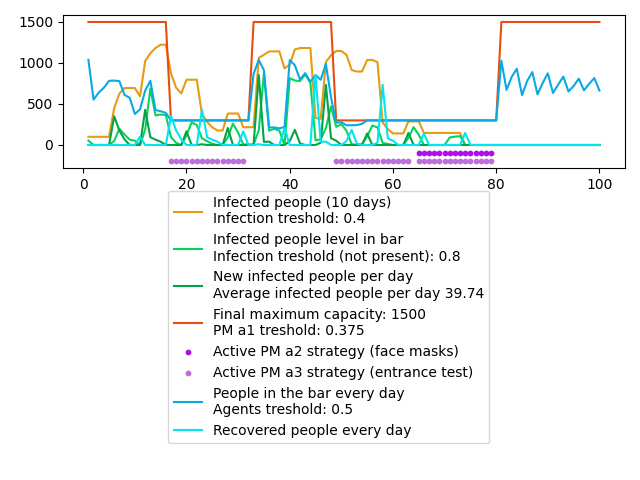 1500
1000
500
0
0 20 40 60 80 100
Infected people (10 days)
Infection treshold: 0.4
Infected people level in bar
Infection treshold (not present): 0.8
New infected people per day
Average infected people per day 39.74
Final maximum capacity: 1500
PM a1 treshold: 0.375
Active PM a2 strategy (face masks)
Active PM a3 strategy (entrance test)
People in the bar every day
Agents treshold: 0.5
Recovered people every day